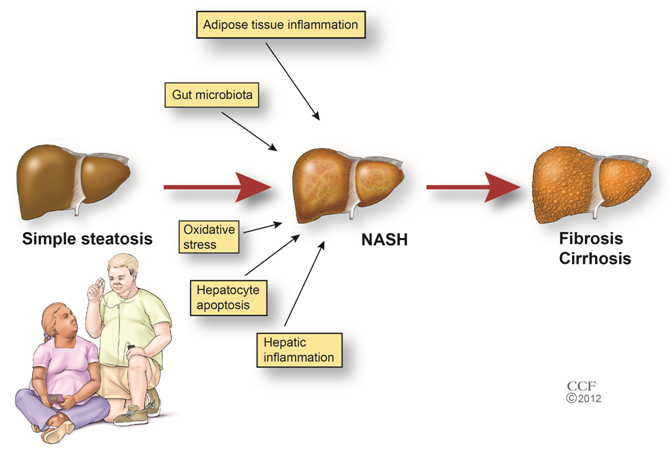 Adipose tissue inflammation
Gut microbiota
Simple steatosis
Oxidative
stress
NASH
Fibrosis
Cirrhosis
Hepatocyte
apoptosis
Hepatic
inflammation
CCF
©2012